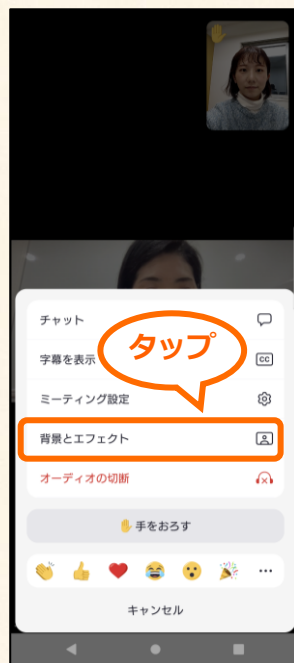 チャット
字幕を表示
CC
タップ
ミーティング設定
背景とエフェクト
オーディオの切断
手をおろす
キャンセル